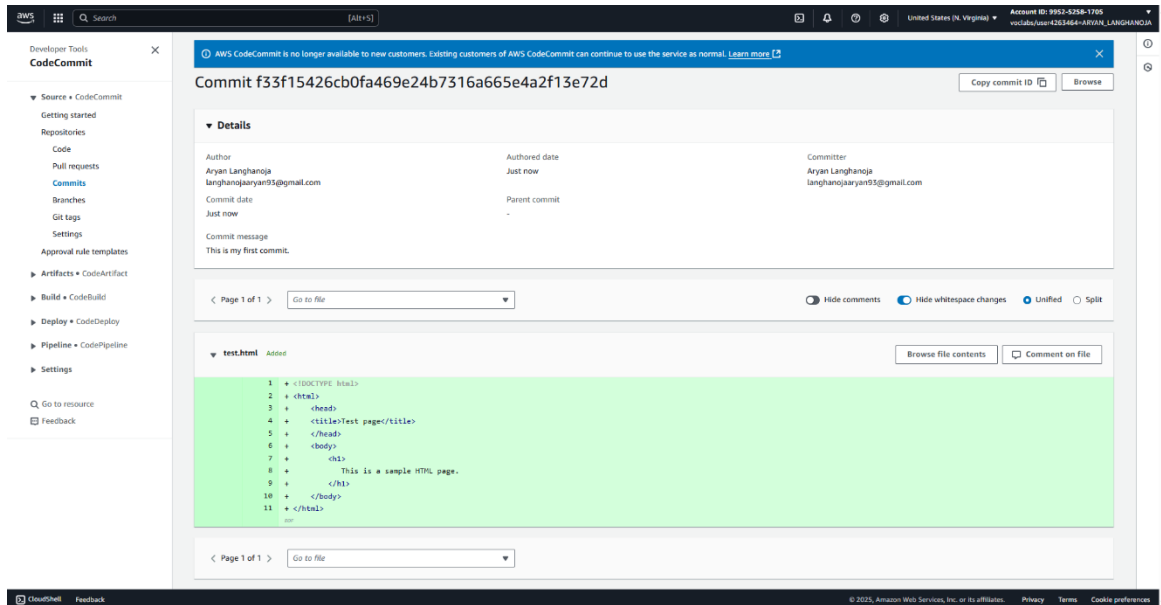 aws
Search
[Alt+S]
United States (N. Virginia) ▼
Account ID: 9952-5258-1705
voclabs/user4263464=ARYAN_LANGHANOJA
Developer Tools
CodeCommit
Source • CodeCommit
Getting started
Repositories
Code
Pull requests
Commits
Branches
Git tags
Settings
Approval rule templates
Artifacts • CodeArtifact
Build • CodeBuild
Deploy • CodeDeploy
Pipeline • CodePipeline
Settings
Go to resource
Feedback
AWS CodeCommit is no longer available to new customers. Existing customers of AWS CodeCommit can continue to use the service as normal. Learn more
Commit f33f15426cb0fa469e24b7316a665e4a2f13e72d
Copy commit ID
Browse
Details
Author
Aryan Langhanoja
langhanojaaryan93@gmail.com
Authored date
Just now
Committer
Aryan Langhanoja
langhanojaaryan93@gmail.com
Commit date
Just now
Parent commit
-
Commit message
This is my first commit.
< Page 1 of 1 >
Go to file
Hide comments
Hide whitespace changes
Unified
Split
test.html Added
Browse file contents
Comment on file
1 + <!DOCTYPE html>
2 + <html>
3 + <head>
4 + <title>Test page</title>
5 + </head>
6 + <body>
7 + <h1>
8 + This is a sample HTML page.
9 + </h1>
10 + </body>
11 + </html>
EOF
< Page 1 of 1 >
Go to file
CloudShell Feedback
© 2025, Amazon Web Services, Inc. or its affiliates. Privacy Terms Cookie preferences